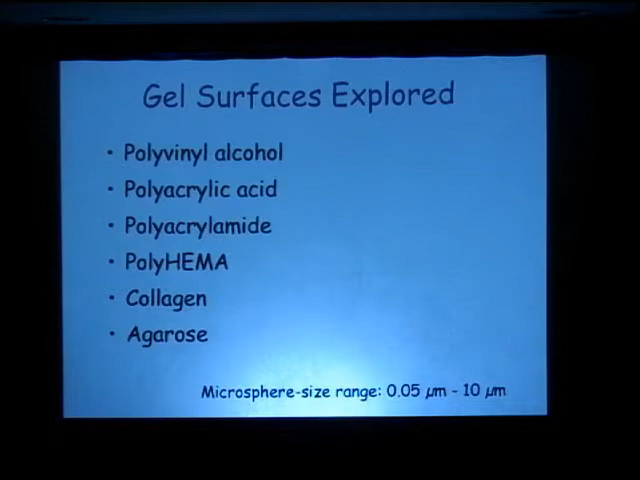 Gel Surfaces Explored
• Polyvinyl alcohol
• Polyacrylic acid
• Polyacrylamide
• PolyHEMA
• Collagen
• Agarose
Microsphere-size range: 0.05 µm - 10 µm